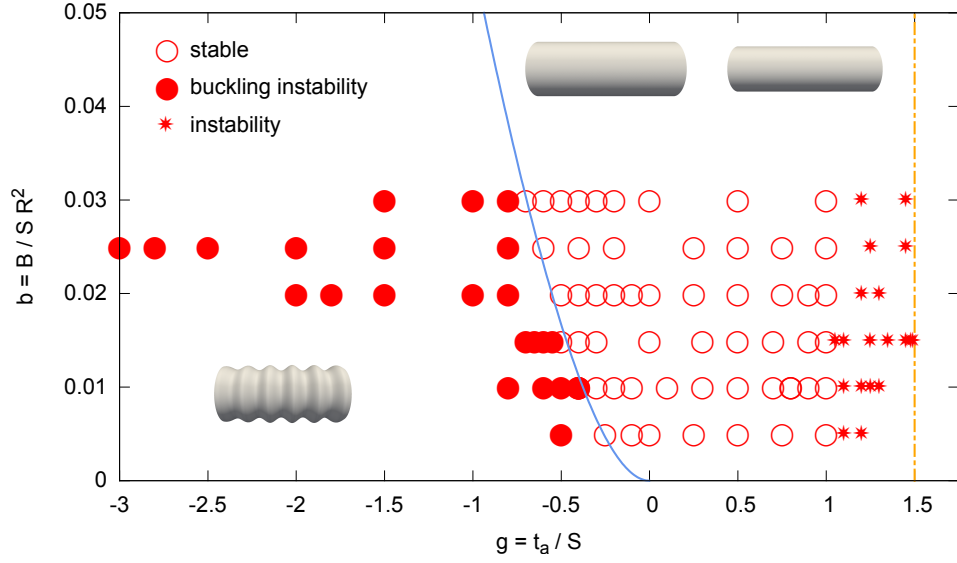 0.05
stable
buckling instability
0.04
instability
0.03
b = B / S R²
0.02
0.01
0
-3 -2.5 -2 -1.5 -1 -0.5 0 0.5 1 1.5
g = tₐ / S